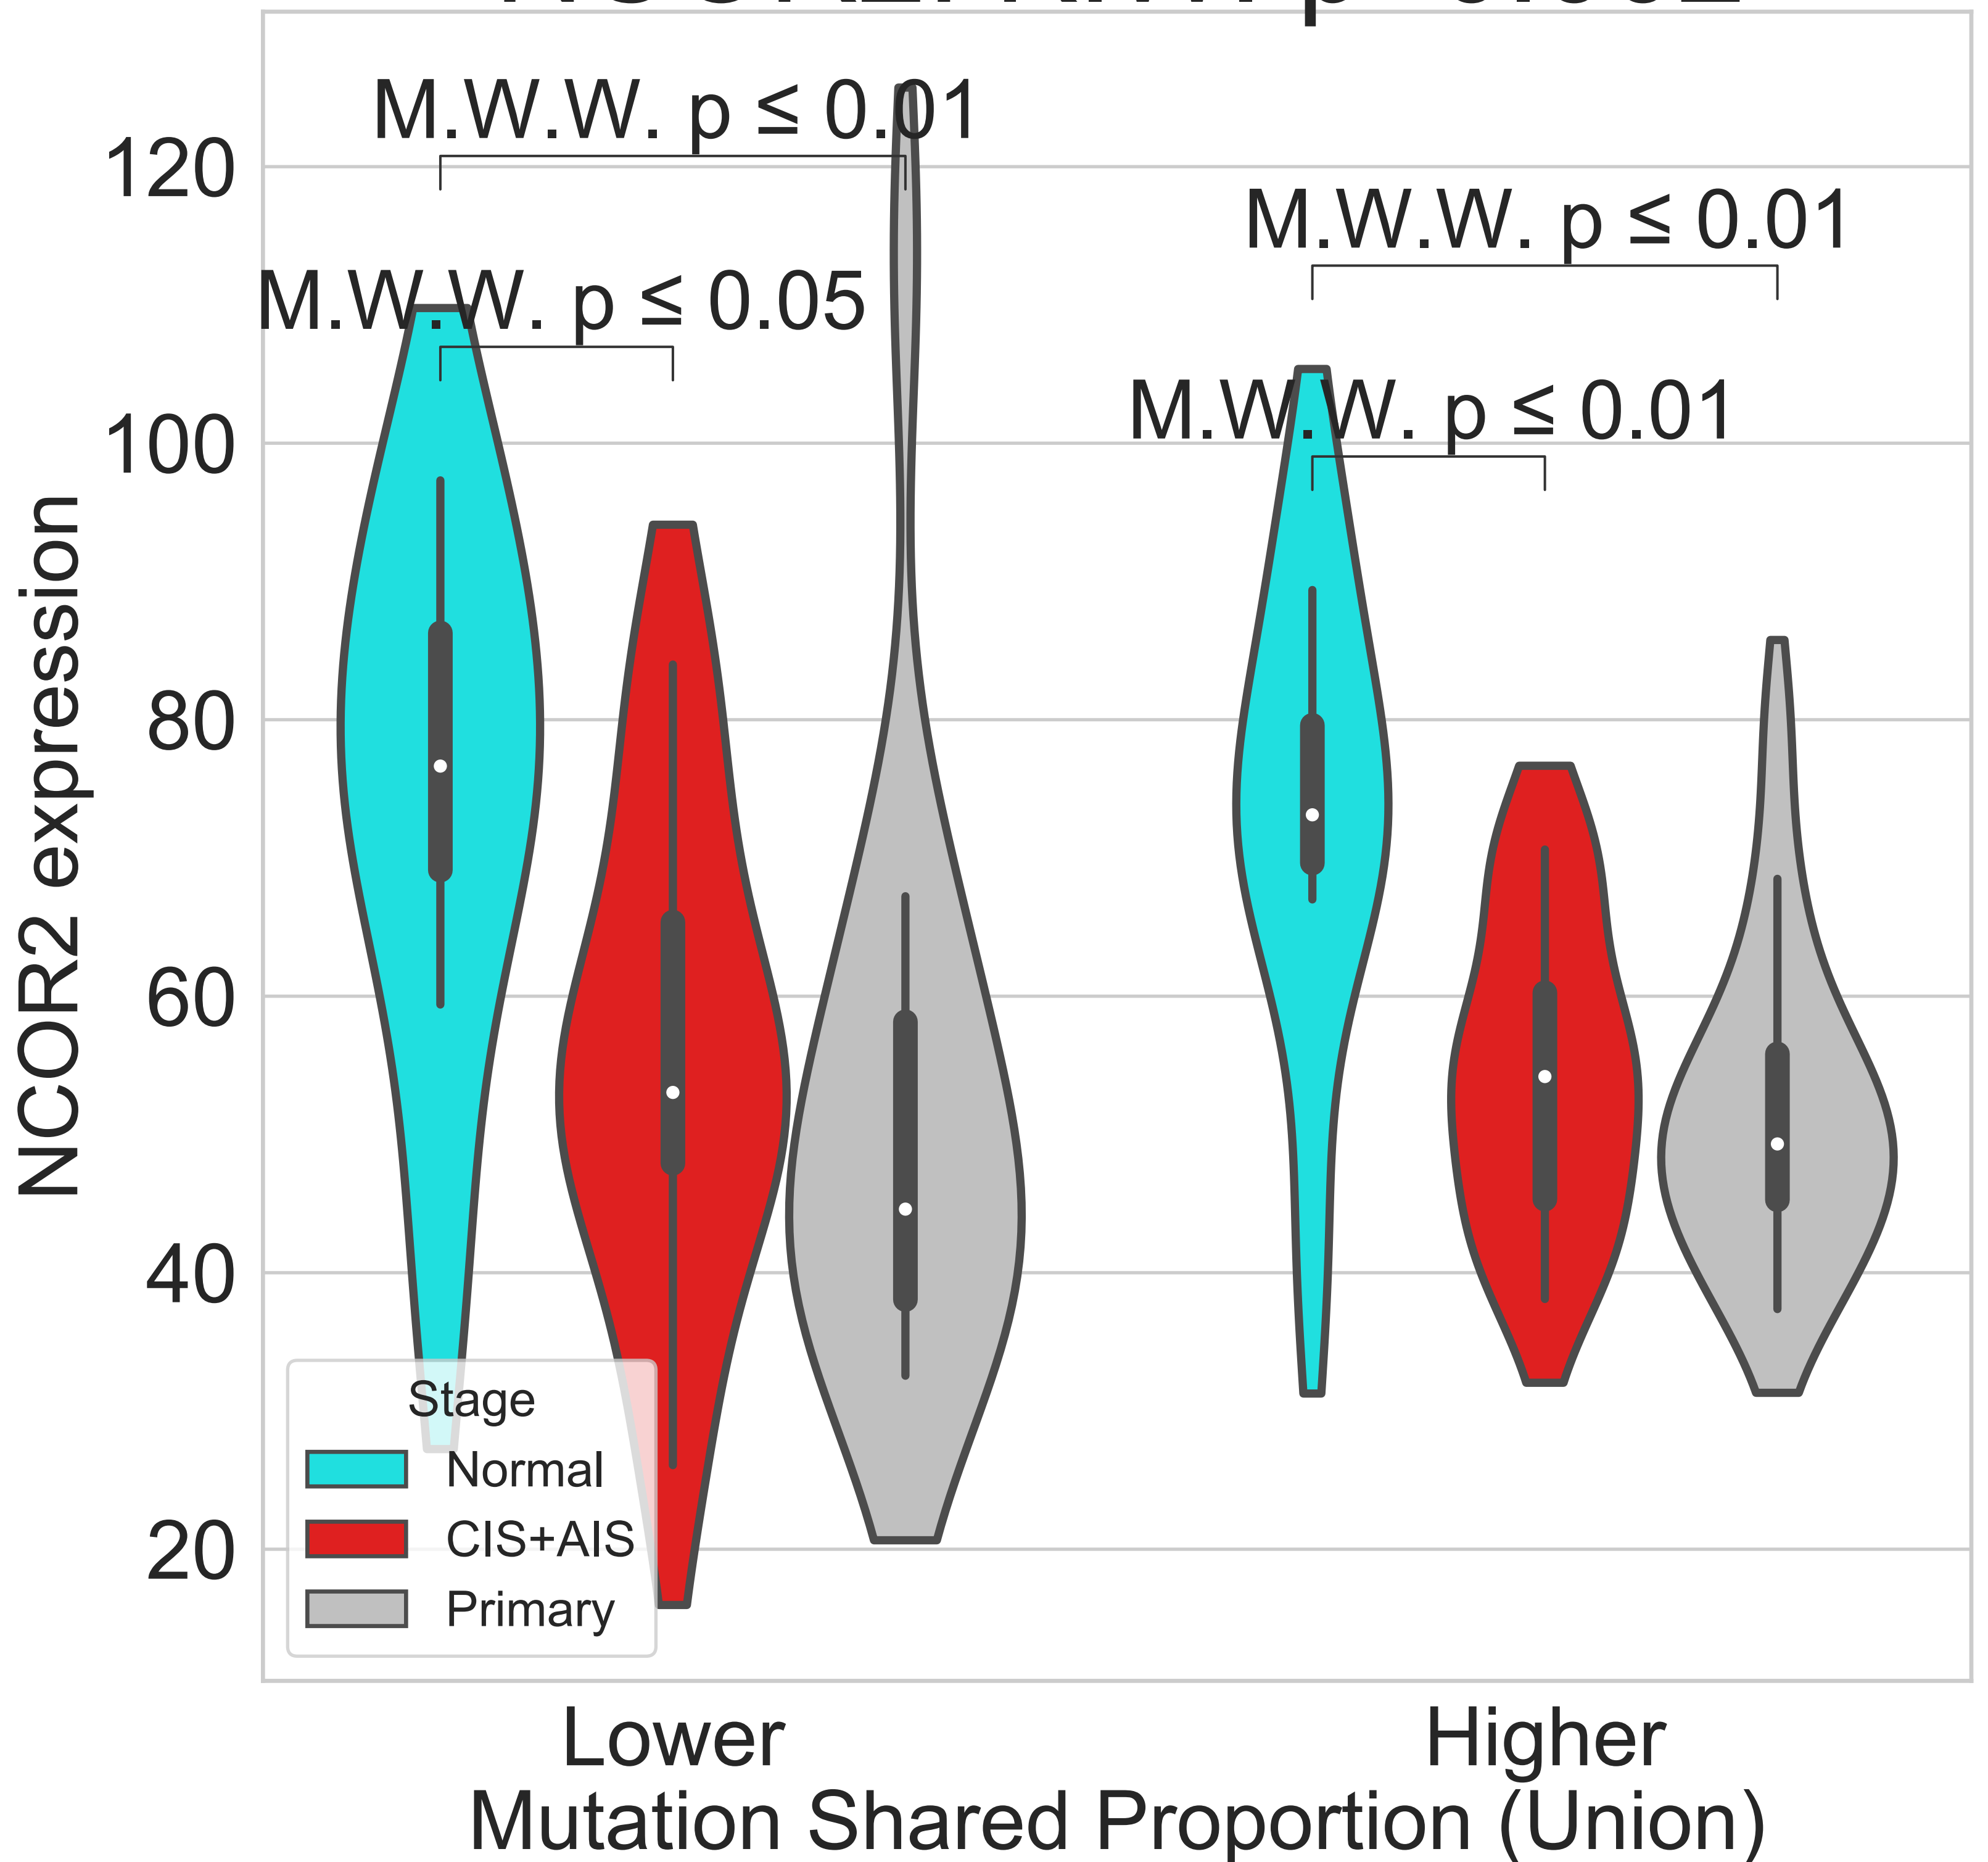 M.W.W. p ≤ 0.01
120
M.W.W. p ≤ 0.01
M.W.W. p ≤ 0.05
M.W.W. p ≤ 0.01
100
80
60
40
20
NCOR2 expression
Stage
Normal
CIS+AIS
Primary
Lower
Higher
Mutation Shared Proportion (Union)